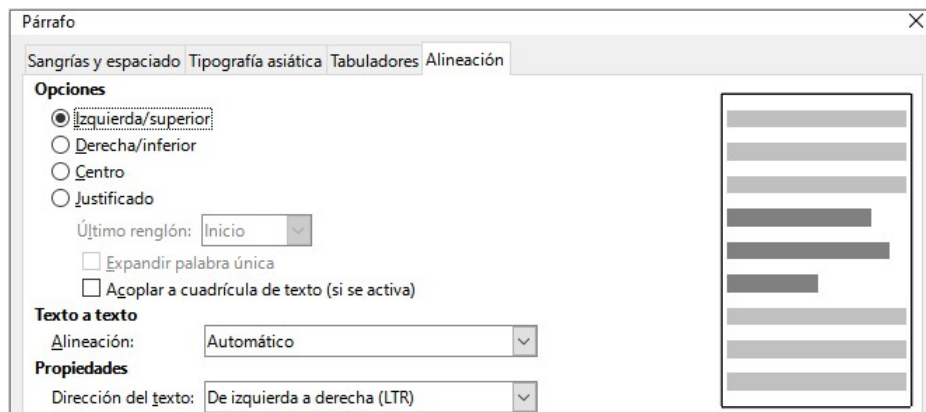 Párrafo
Sangrías y espaciado Tipografía asiática Tabuladores Alineación
Opciones
Izquierda/superior
Derecha/inferior
Centro
Justificado
Último renglón: Inicio
Expandir palabra única
Acoplar a cuadrícula de texto (si se activa)
Texto a texto
Alineación: Automático
Propiedades
Dirección del texto: De izquierda a derecha (LTR)